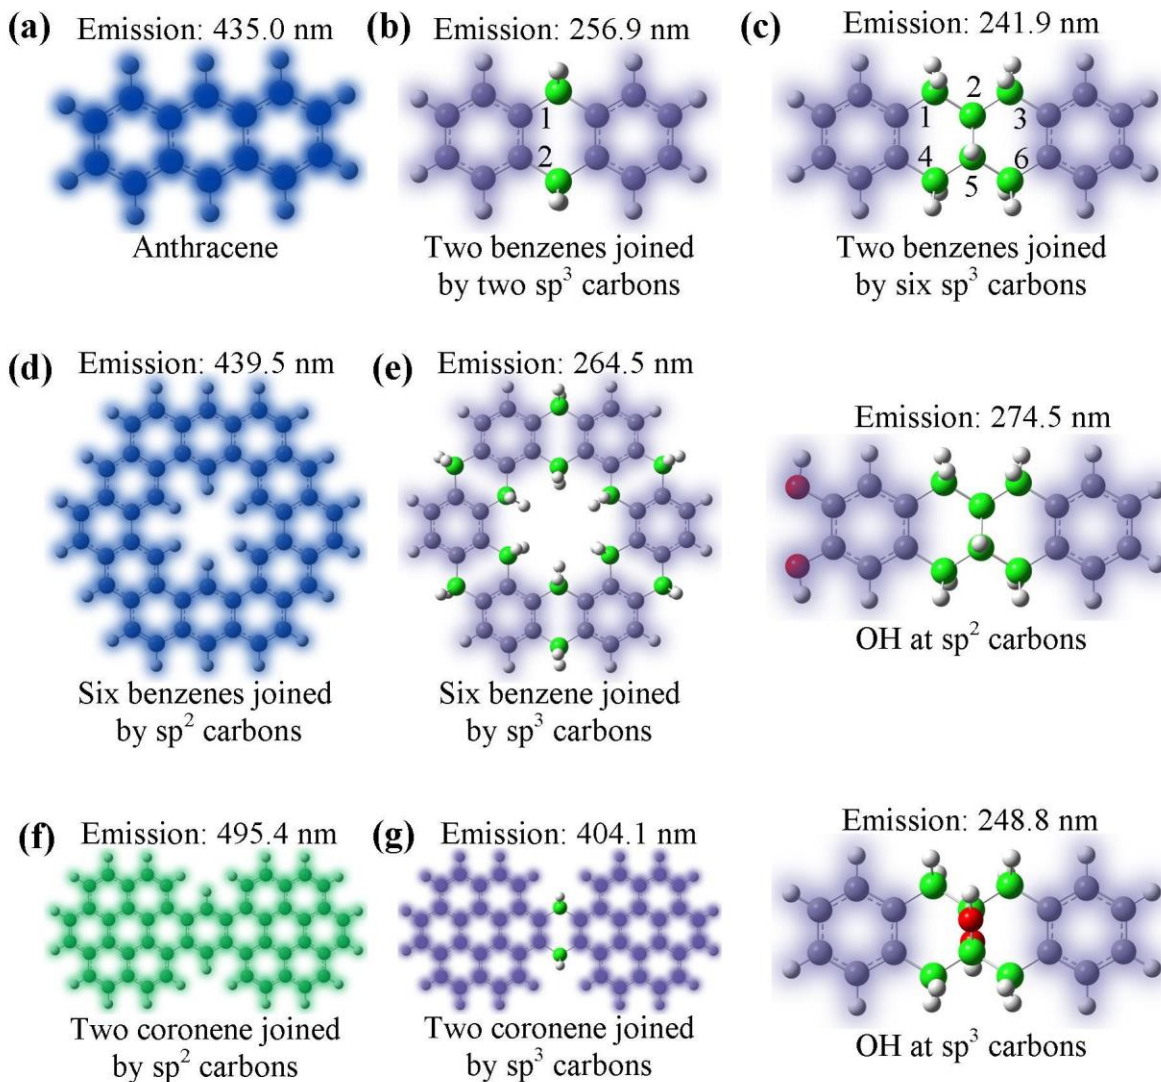 (a) Emission: 435.0 nm
Anthracene
(b) Emission: 256.9 nm
1
2
Two benzenes joined
by two sp³ carbons
(c) Emission: 241.9 nm
2
1 3
4 6
5
Two benzenes joined
by six sp³ carbons
(d) Emission: 439.5 nm
Six benzenes joined
by sp² carbons
(e) Emission: 264.5 nm
Six benzene joined
by sp³ carbons
Emission: 274.5 nm
OH at sp² carbons
(f) Emission: 495.4 nm
Two coronene joined
by sp² carbons
(g) Emission: 404.1 nm
Two coronene joined
by sp³ carbons
Emission: 248.8 nm
OH at sp³ carbons